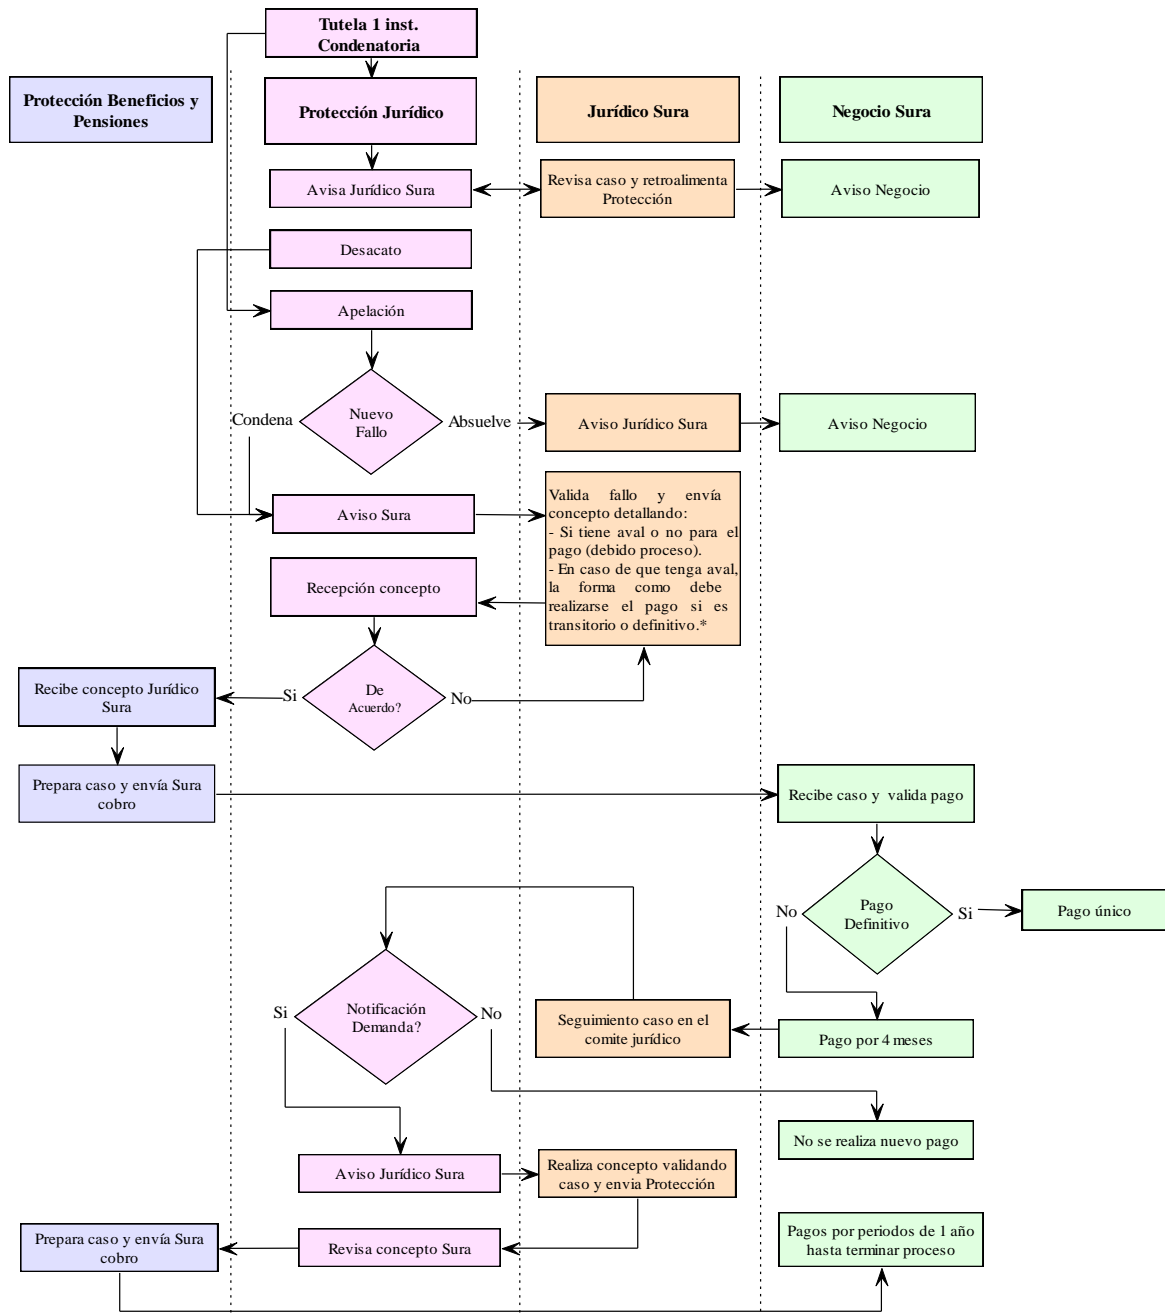 Tutela 1 inst.
Condenatoria
Protección Beneficios y
Pensiones
Protección Jurídico
Jurídico Sura
Negocio Sura
Avisa Jurídico Sura
Revisa caso y retroalimenta
Protección
Aviso Negocio
Desacato
Apelación
Condena
Nuevo
Fallo
Absuelve
Aviso Jurídico Sura
Aviso Negocio
Aviso Sura
Valida fallo y envía
concepto detallando:
- Si tiene aval o no para el
pago (debido proceso).
- En caso de que tenga aval,
la forma como debe
realizarse el pago si es
transitorio o definitivo.*
Recepción concepto
Recibe concepto Jurídico
Sura
Si
De
Acuerdo?
No
Prepara caso y envía Sura
cobro
Recibe caso y valida pago
No
Pago
Definitivo
Si
Pago único
Si
Notificación
Demanda?
No
Seguimiento caso en el
comite jurídico
Pago por 4 meses
No se realiza nuevo pago
Aviso Jurídico Sura
Realiza concepto validando
caso y envia Protección
Prepara caso y envía Sura
cobro
Revisa concepto Sura
Pagos por periodos de 1 año
hasta terminar proceso